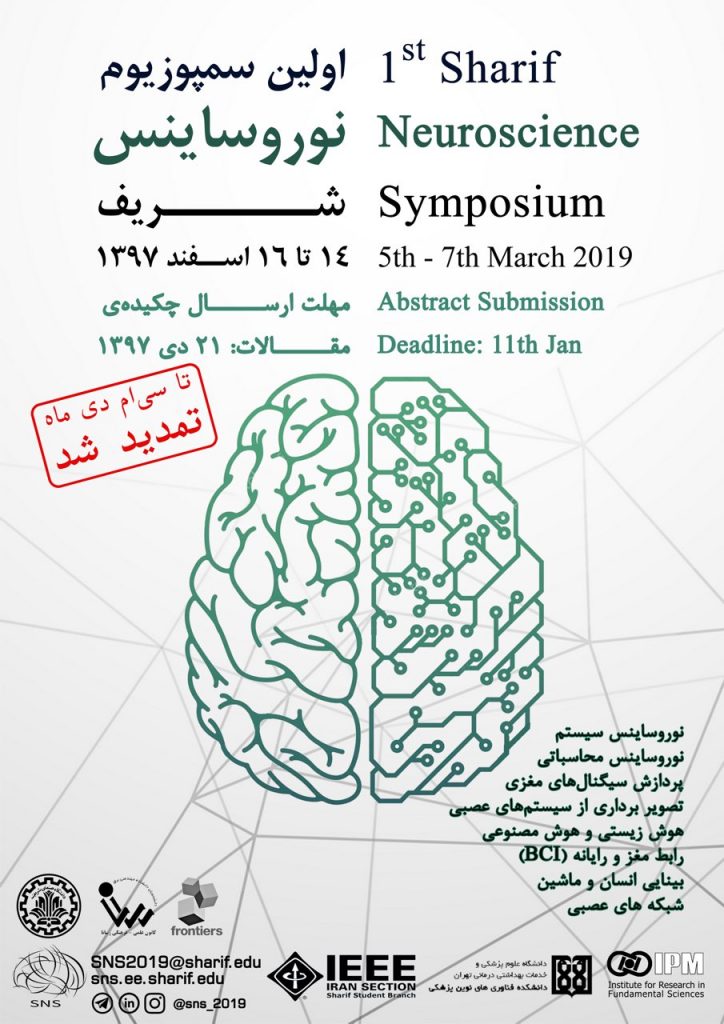 اولین سمپوزیوم
نوروساینس
شریف
۱۴ تا ۱۶ اسفند ۱۳۹۷
مهلت ارسال چکیده‌ی
مقالات: ۲۱ دی ۱۳۹۷
1st Sharif
Neuroscience
Symposium
5th - 7th March 2019
Abstract Submission
Deadline: 11th Jan
تا سی‌ام دی ماه
تمدید شد
نوروساینس سیستم
نوروساینس محاسباتی
پردازش سیگنال‌های مغزی
تصویر برداری از سیستم‌های عصبی
هوش زیستی و هوش مصنوعی
رابط مغز و رایانه (BCI)
بینایی انسان و ماشین
شبکه های عصبی
frontiers
SNS2019@sharif.edu
sns.ee.sharif.edu
@sns_2019
SNS
IEEE
IRAN SECTION
Sharif Student Branch
دانشگاه علوم پزشکی و
خدمات بهداشتی درمانی تهران
دانشکده فناوری های نوین پزشکی
IPM
Institute for Research in
Fundamental Sciences